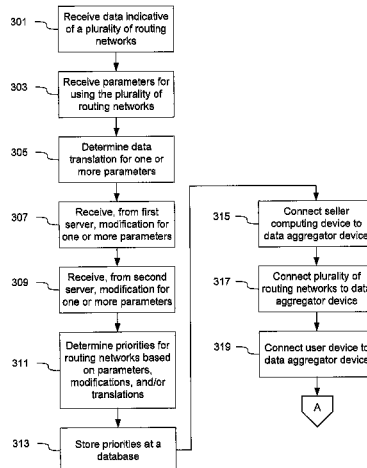 301
Receive data indicative
of a plurality of routing
networks
303
Receive parameters for
using the plurality of
routing networks
305
Determine data
translation for one or
more parameters
307
Receive, from first
server, modification for
one or more parameters
309
Receive, from second
server, modification for
one or more parameters
311
Determine priorities for
routing networks based
on parameters,
modifications, and/or
translations
313
Store priorities at a
database
315
Connect seller
computing device to
data aggregator device
317
Connect plurality of
routing networks to data
aggregator device
319
Connect user device to
data aggregator device
A